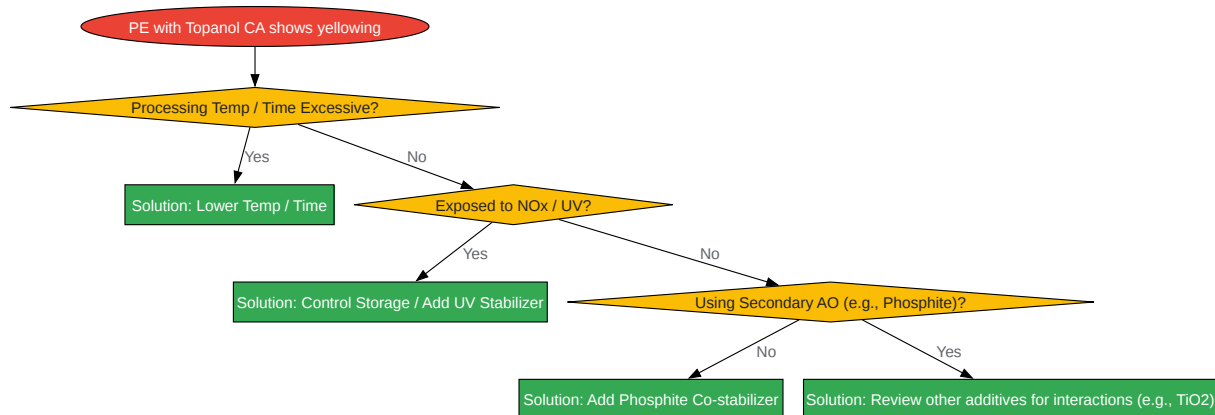 PE with Topanol CA shows yellowing
Processing Temp / Time Excessive?
Yes
No
Solution: Lower Temp / Time
Exposed to NOx / UV?
Yes
No
Solution: Control Storage / Add UV Stabilizer
Using Secondary AO (e.g., Phosphite)?
No
Yes
Solution: Add Phosphite Co-stabilizer
Solution: Review other additives for interactions (e.g., TiO2)